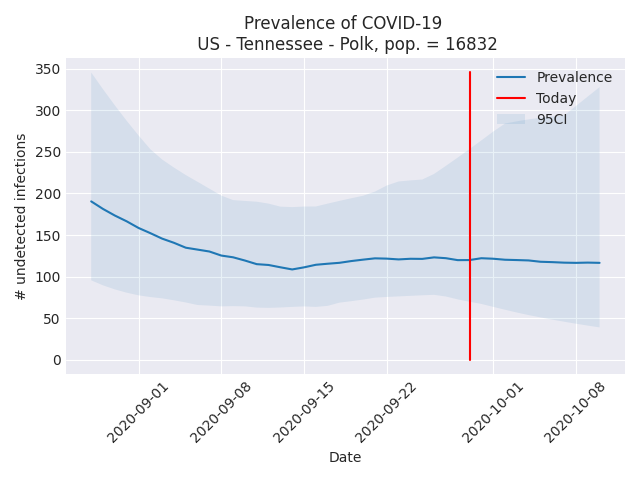 Prevalence of COVID-19
US - Tennessee - Polk, pop. = 16832
Prevalence
Today
95CI
# undetected infections
350
300
250
200
150
100
50
0
2020-09-01
2020-09-08
2020-09-15
2020-09-22
2020-10-01
2020-10-08
Date